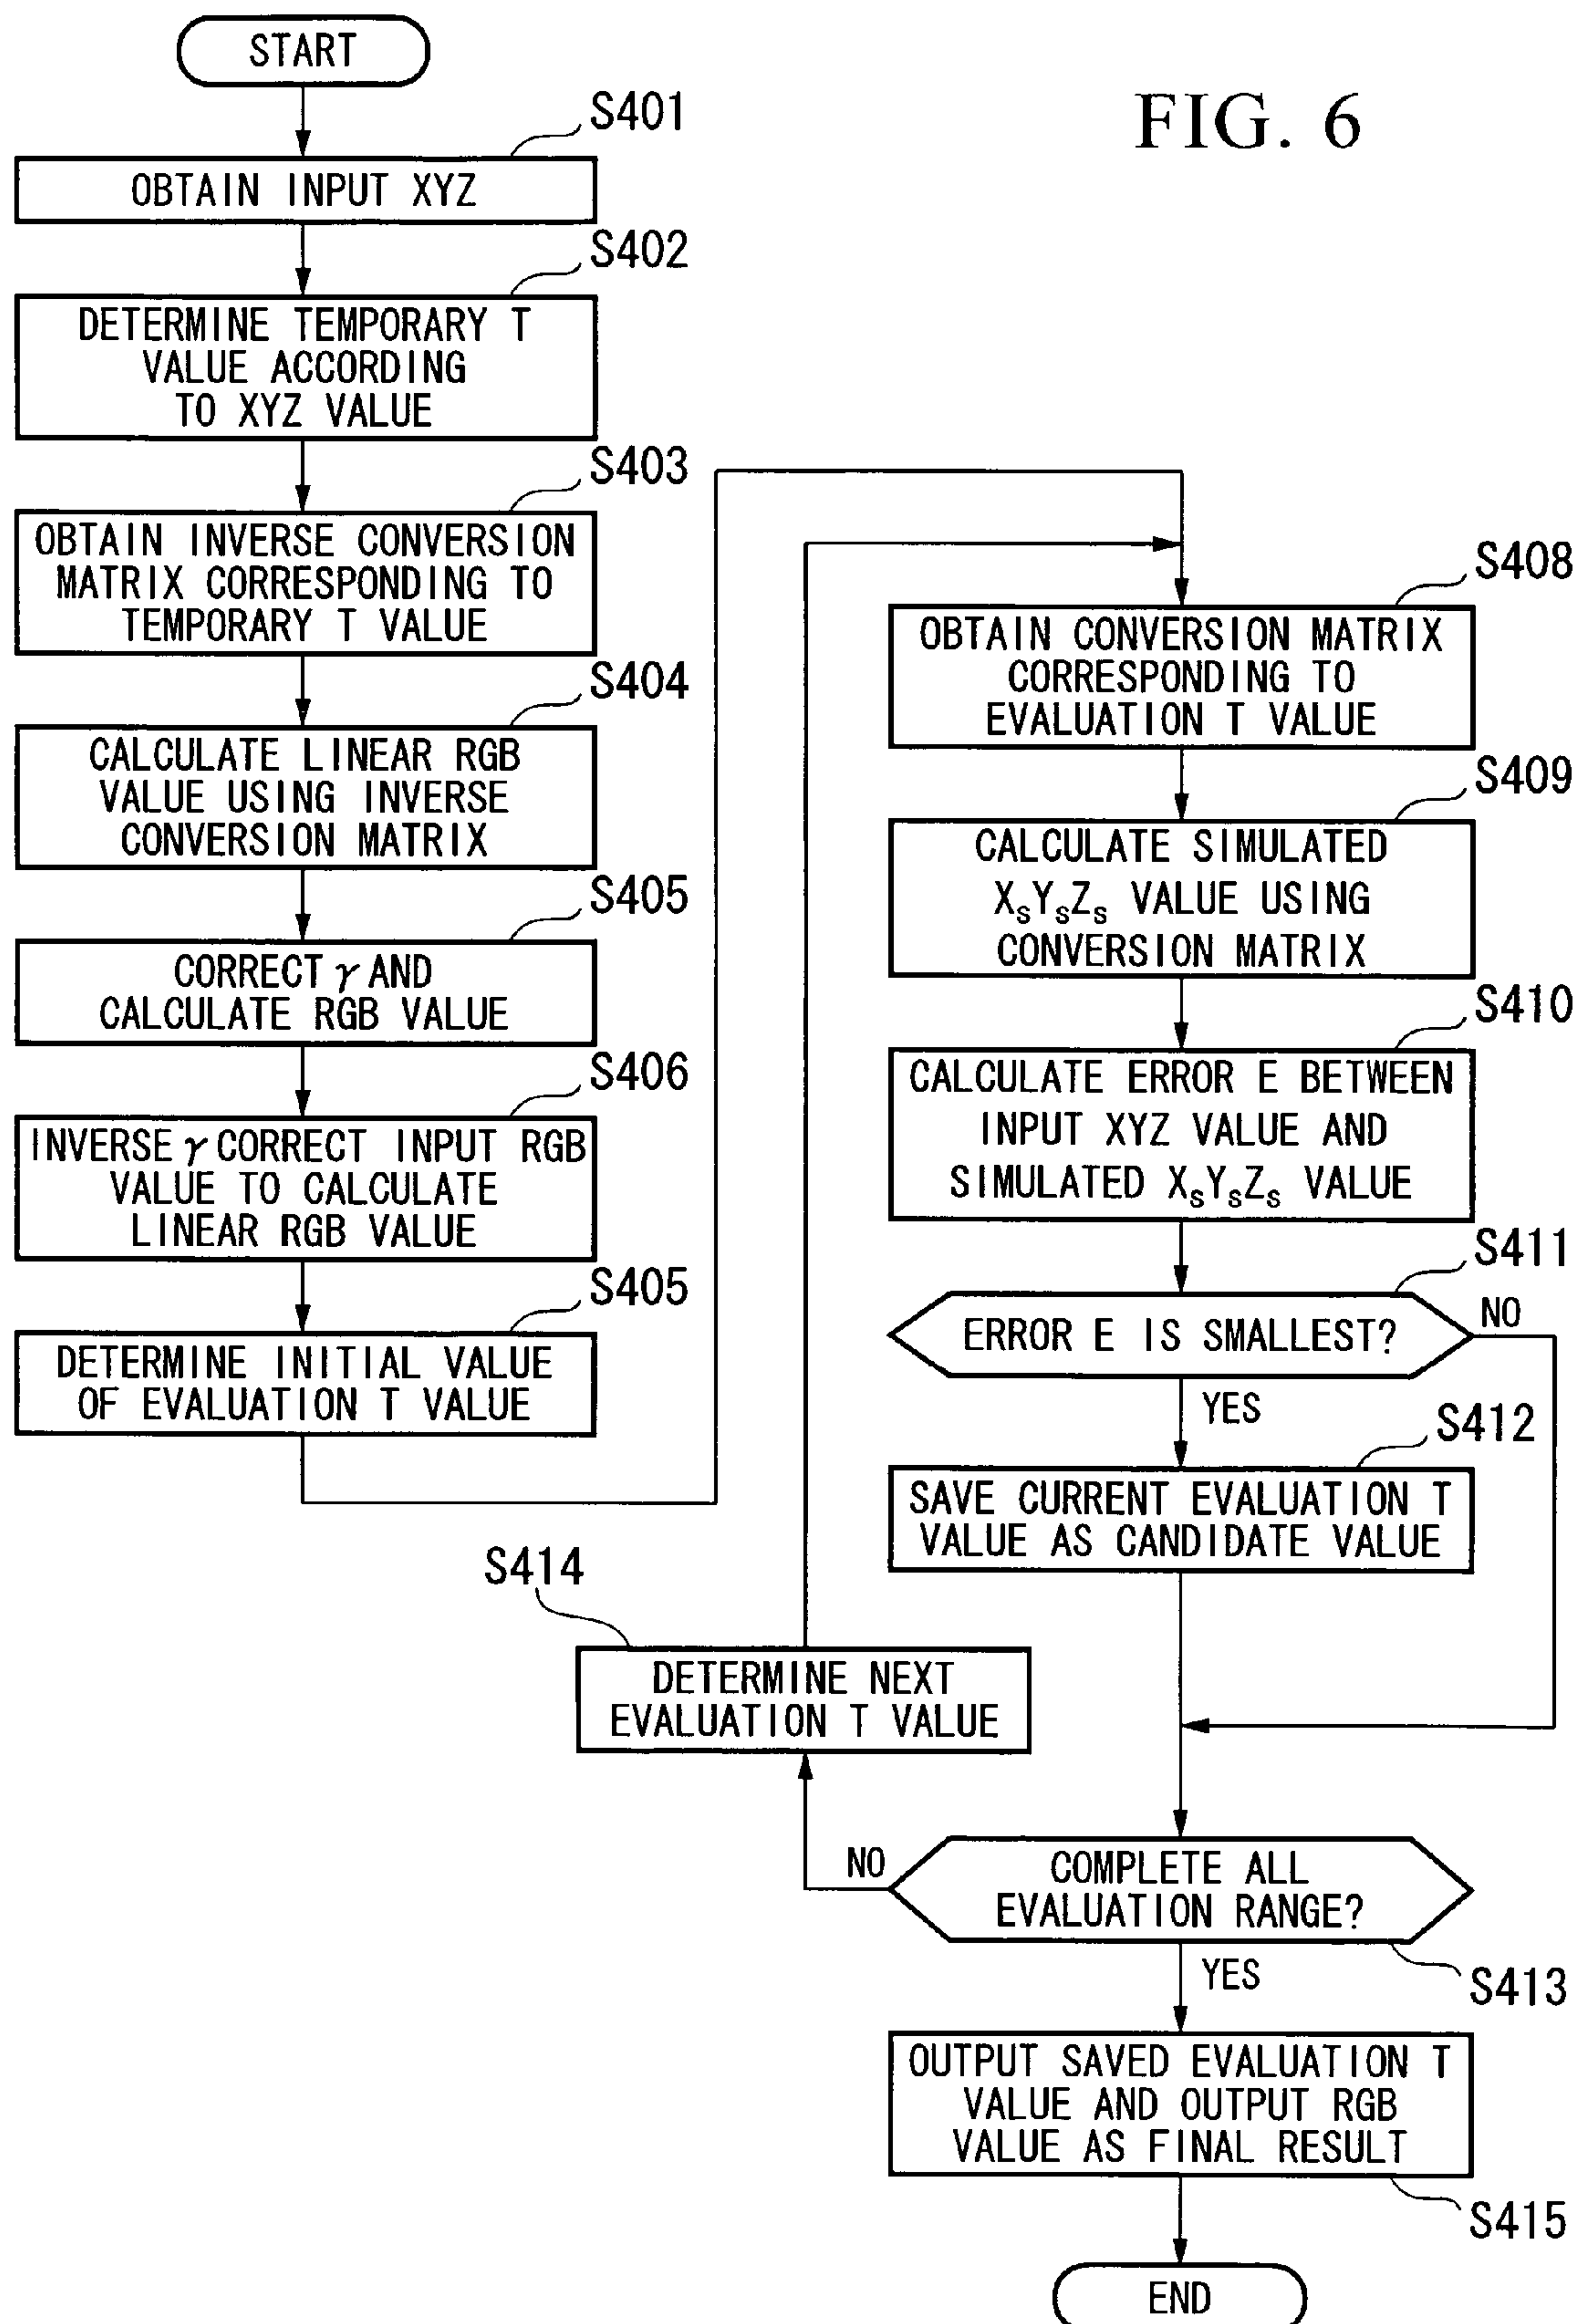 FIG. 6
START
S401
OBTAIN INPUT XYZ
S402
DETERMINE TEMPORARY T
VALUE ACCORDING
TO XYZ VALUE
S403
OBTAIN INVERSE CONVERSION
MATRIX CORRESPONDING TO
TEMPORARY T VALUE
S404
CALCULATE LINEAR RGB
VALUE USING INVERSE
CONVERSION MATRIX
S405
CORRECT γ AND
CALCULATE RGB VALUE
S406
INVERSE γ CORRECT INPUT RGB
VALUE TO CALCULATE
LINEAR RGB VALUE
S405
DETERMINE INITIAL VALUE
OF EVALUATION T VALUE
S408
OBTAIN CONVERSION MATRIX
CORRESPONDING TO
EVALUATION T VALUE
S409
CALCULATE SIMULATED
XsYsZs VALUE USING
CONVERSION MATRIX
S410
CALCULATE ERROR E BETWEEN
INPUT XYZ VALUE AND
SIMULATED XsYsZs VALUE
S411
ERROR E IS SMALLEST?
NO
YES
S412
SAVE CURRENT EVALUATION T
VALUE AS CANDIDATE VALUE
S414
DETERMINE NEXT
EVALUATION T VALUE
NO
COMPLETE ALL
EVALUATION RANGE?
YES
S413
OUTPUT SAVED EVALUATION T
VALUE AND OUTPUT RGB
VALUE AS FINAL RESULT
S415
END